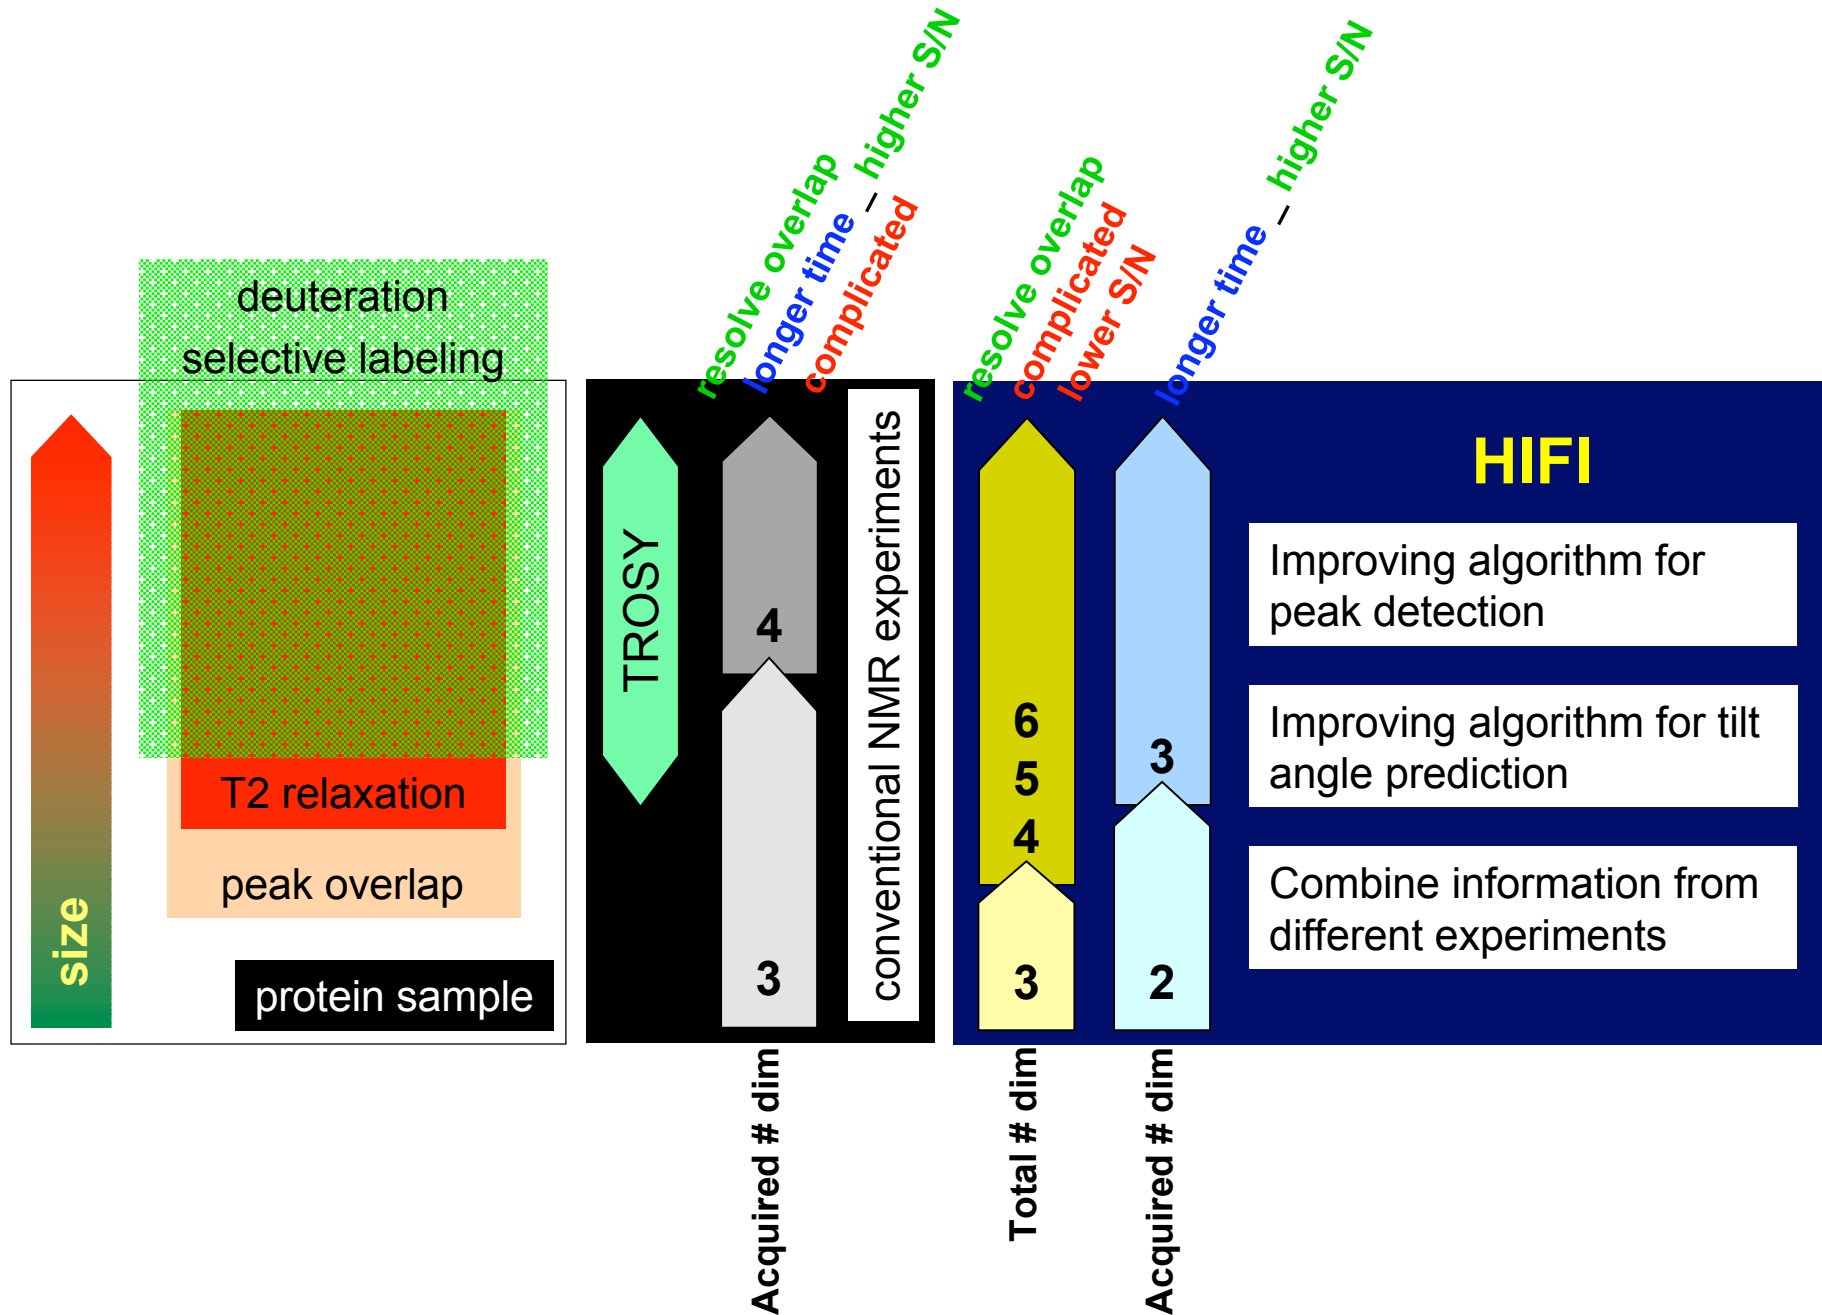 deuteration
selective labeling
T2 relaxation
peak overlap
size
protein sample
resolve overlap
longer time – higher S/N
complicated
TROSY
4
3
conventional NMR experiments
Acquired # dim
resolve overlap
complicated
lower S/N
longer time – higher S/N
6
5
4
3
3
2
Total # dim
Acquired # dim
HIFI
Improving algorithm for
peak detection
Improving algorithm for tilt
angle prediction
Combine information from
different experiments